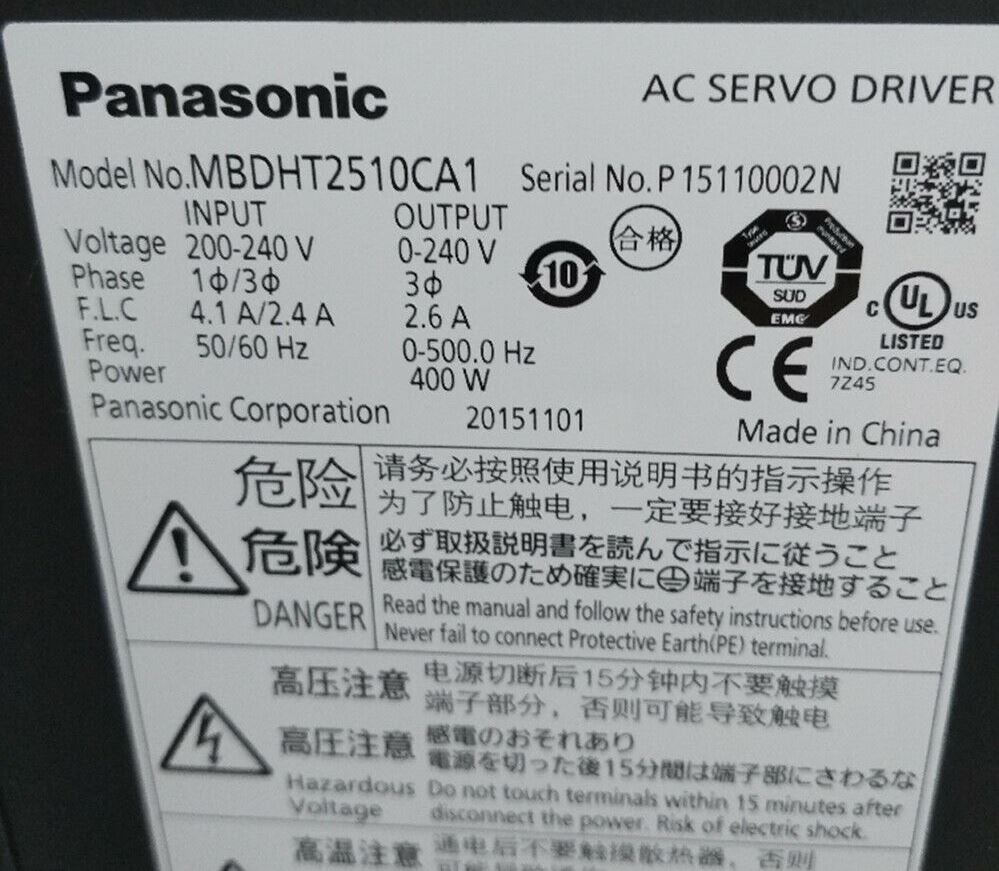 Panasonic
AC SERVO DRIVER
Model No.MBDHT2510CA1 Serial No.P15110002N
INPUT OUTPUT
Voltage 200-240 V 0-240 V
Phase 1ϕ/3ϕ 3ϕ
F.L.C 4.1 A/2.4 A 2.6 A
Freq. 50/60 Hz 0-500.0 Hz
Power 400 W
Panasonic Corporation 20151101
10
合格
Type tested
Production monitored
TÜV
SÜD
EMC
C UL US
LISTED
IND.CONT.EQ.
7Z45
CE
Made in China
危险
危険
DANGER
请务必按照使用说明书的指示操作
为了防止触电，一定要接好接地端子
必ず取扱説明書を読んで指示に従うこと
感電保護のため確実に⏚端子を接地すること
Read the manual and follow the safety instructions before use.
Never fail to connect Protective Earth(PE) terminal.
高压注意
高圧注意
Hazardous
Voltage
电源切断后15分钟内不要触摸
端子部分，否则可能导致触电
感電のおそれあり
電源を切った後15分間は端子部にさわるな
Do not touch terminals within 15 minutes after
disconnect the power. Risk of electric shock.
高温注意
通电后不要触摸散热器，否则